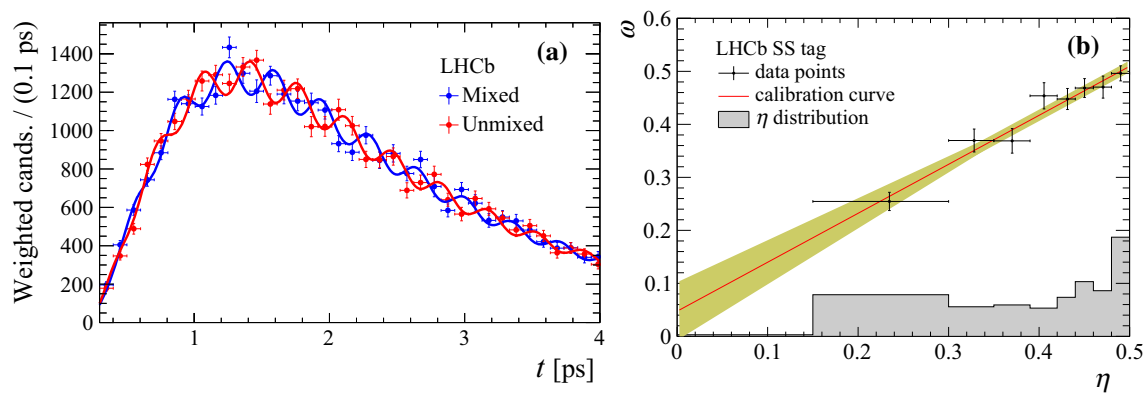 Weighted cands. / (0.1 ps)
1400
1200
1000
800
600
400
200
0
(a)
LHCb
Mixed
Unmixed
1
2
3
4
t [ps]
ω
0.6
0.5
0.4
0.3
0.2
0.1
0
(b)
LHCb SS tag
data points
calibration curve
η distribution
0
0.1
0.2
0.3
0.4
0.5
η